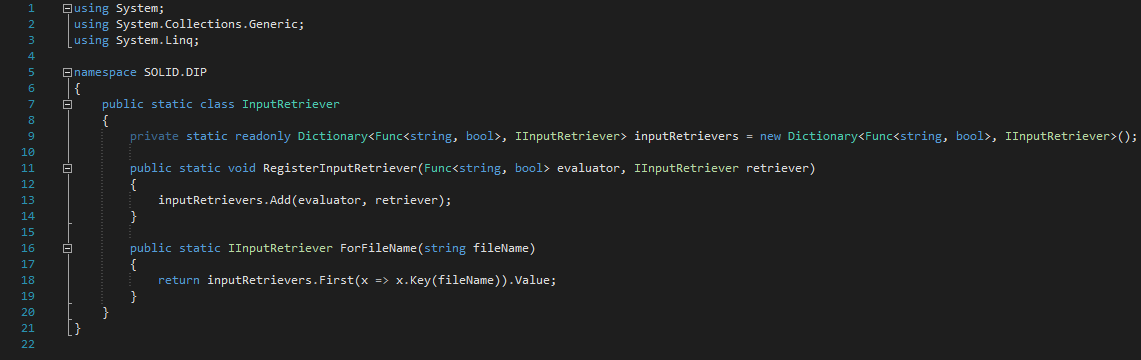 1 using System;
2 using System.Collections.Generic;
3 using System.Linq;
4
5 namespace SOLID.DIP
6 {
7     public static class InputRetriever
8     {
9         private static readonly Dictionary<Func<string, bool>, IInputRetriever> inputRetrievers = new Dictionary<Func<string, bool>, IInputRetriever>();
10
11         public static void RegisterInputRetriever(Func<string, bool> evaluator, IInputRetriever retriever)
12         {
13             inputRetrievers.Add(evaluator, retriever);
14         }
15
16         public static IInputRetriever ForFileName(string fileName)
17         {
18             return inputRetrievers.First(x => x.Key(fileName)).Value;
19         }
20     }
21 }
22